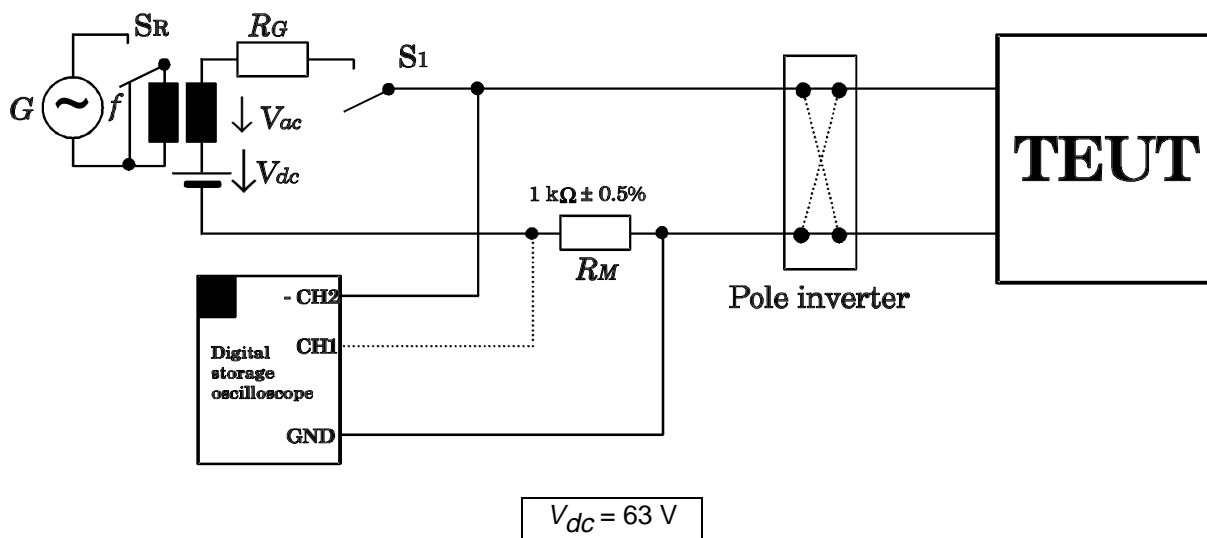 SR
RG
S1
G
~
f
Vac
Vdc
TEUT
1 kΩ ± 0.5%
RM
Pole inverter
- CH2
CH1
Digital
storage
oscilloscope
GND
Vdc = 63 V